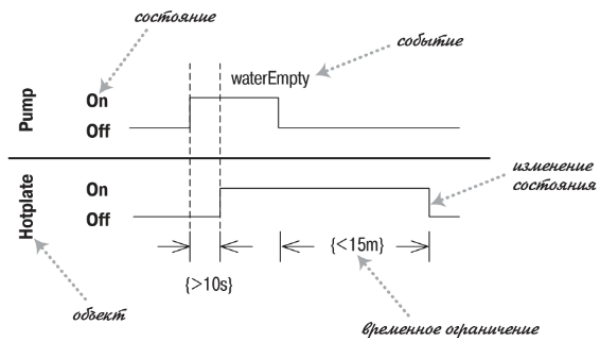 состояние
событие
waterEmpty
Pump
On
Off
изменение
состояния
Hotplate
On
Off
{>10s}
{<15m}
объект
временное ограничение